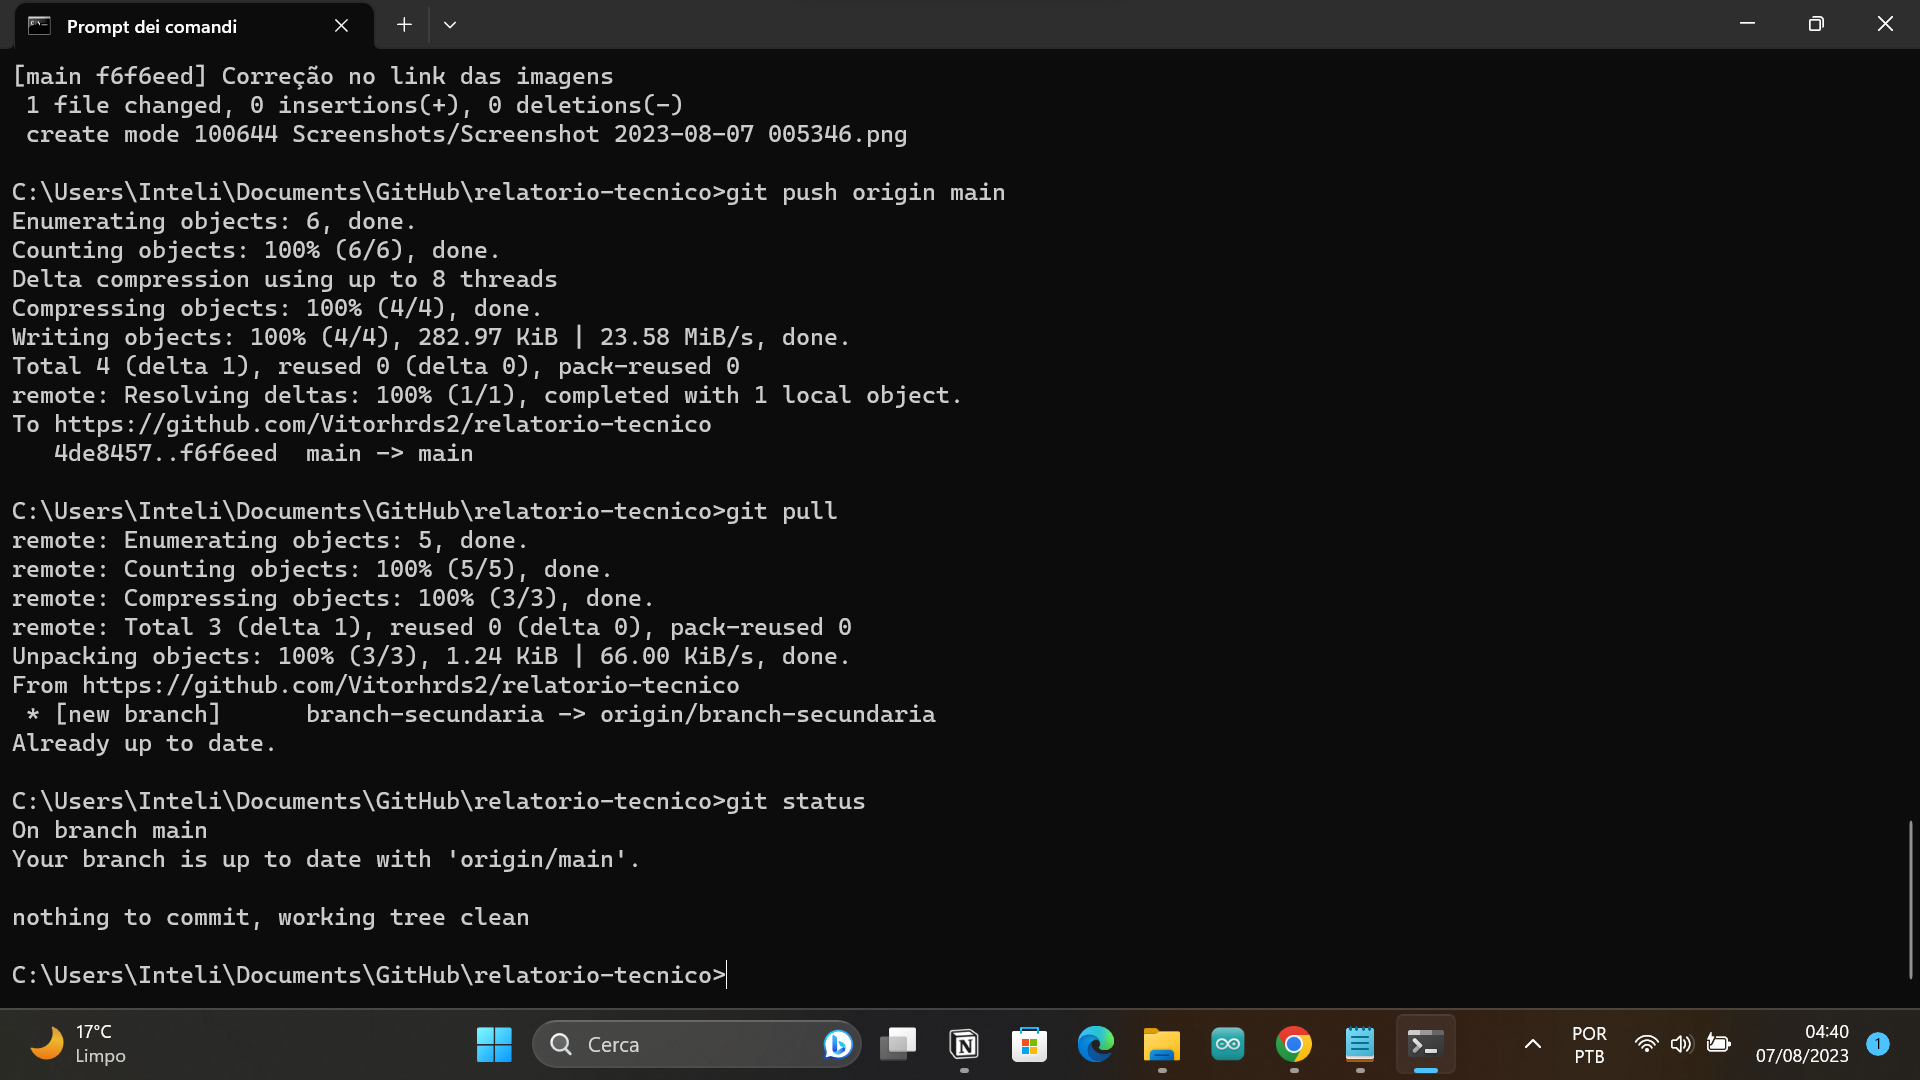 Prompt dei comandi
[main f6f6eed] Correção no link das imagens
 1 file changed, 0 insertions(+), 0 deletions(-)
 create mode 100644 Screenshots/Screenshot 2023-08-07 005346.png
C:\Users\Inteli\Documents\GitHub\relatorio-tecnico>git push origin main
Enumerating objects: 6, done.
Counting objects: 100% (6/6), done.
Delta compression using up to 8 threads
Compressing objects: 100% (4/4), done.
Writing objects: 100% (4/4), 282.97 KiB | 23.58 MiB/s, done.
Total 4 (delta 1), reused 0 (delta 0), pack-reused 0
remote: Resolving deltas: 100% (1/1), completed with 1 local object.
To https://github.com/Vitorhrds2/relatorio-tecnico
   4de8457..f6f6eed  main -> main
C:\Users\Inteli\Documents\GitHub\relatorio-tecnico>git pull
remote: Enumerating objects: 5, done.
remote: Counting objects: 100% (5/5), done.
remote: Compressing objects: 100% (3/3), done.
remote: Total 3 (delta 1), reused 0 (delta 0), pack-reused 0
Unpacking objects: 100% (3/3), 1.24 KiB | 66.00 KiB/s, done.
From https://github.com/Vitorhrds2/relatorio-tecnico
 * [new branch]      branch-secundaria -> origin/branch-secundaria
Already up to date.
C:\Users\Inteli\Documents\GitHub\relatorio-tecnico>git status
On branch main
Your branch is up to date with 'origin/main'.
nothing to commit, working tree clean
C:\Users\Inteli\Documents\GitHub\relatorio-tecnico>
17°C
Limpo
Cerca
POR
PTB
04:40
07/08/2023
1